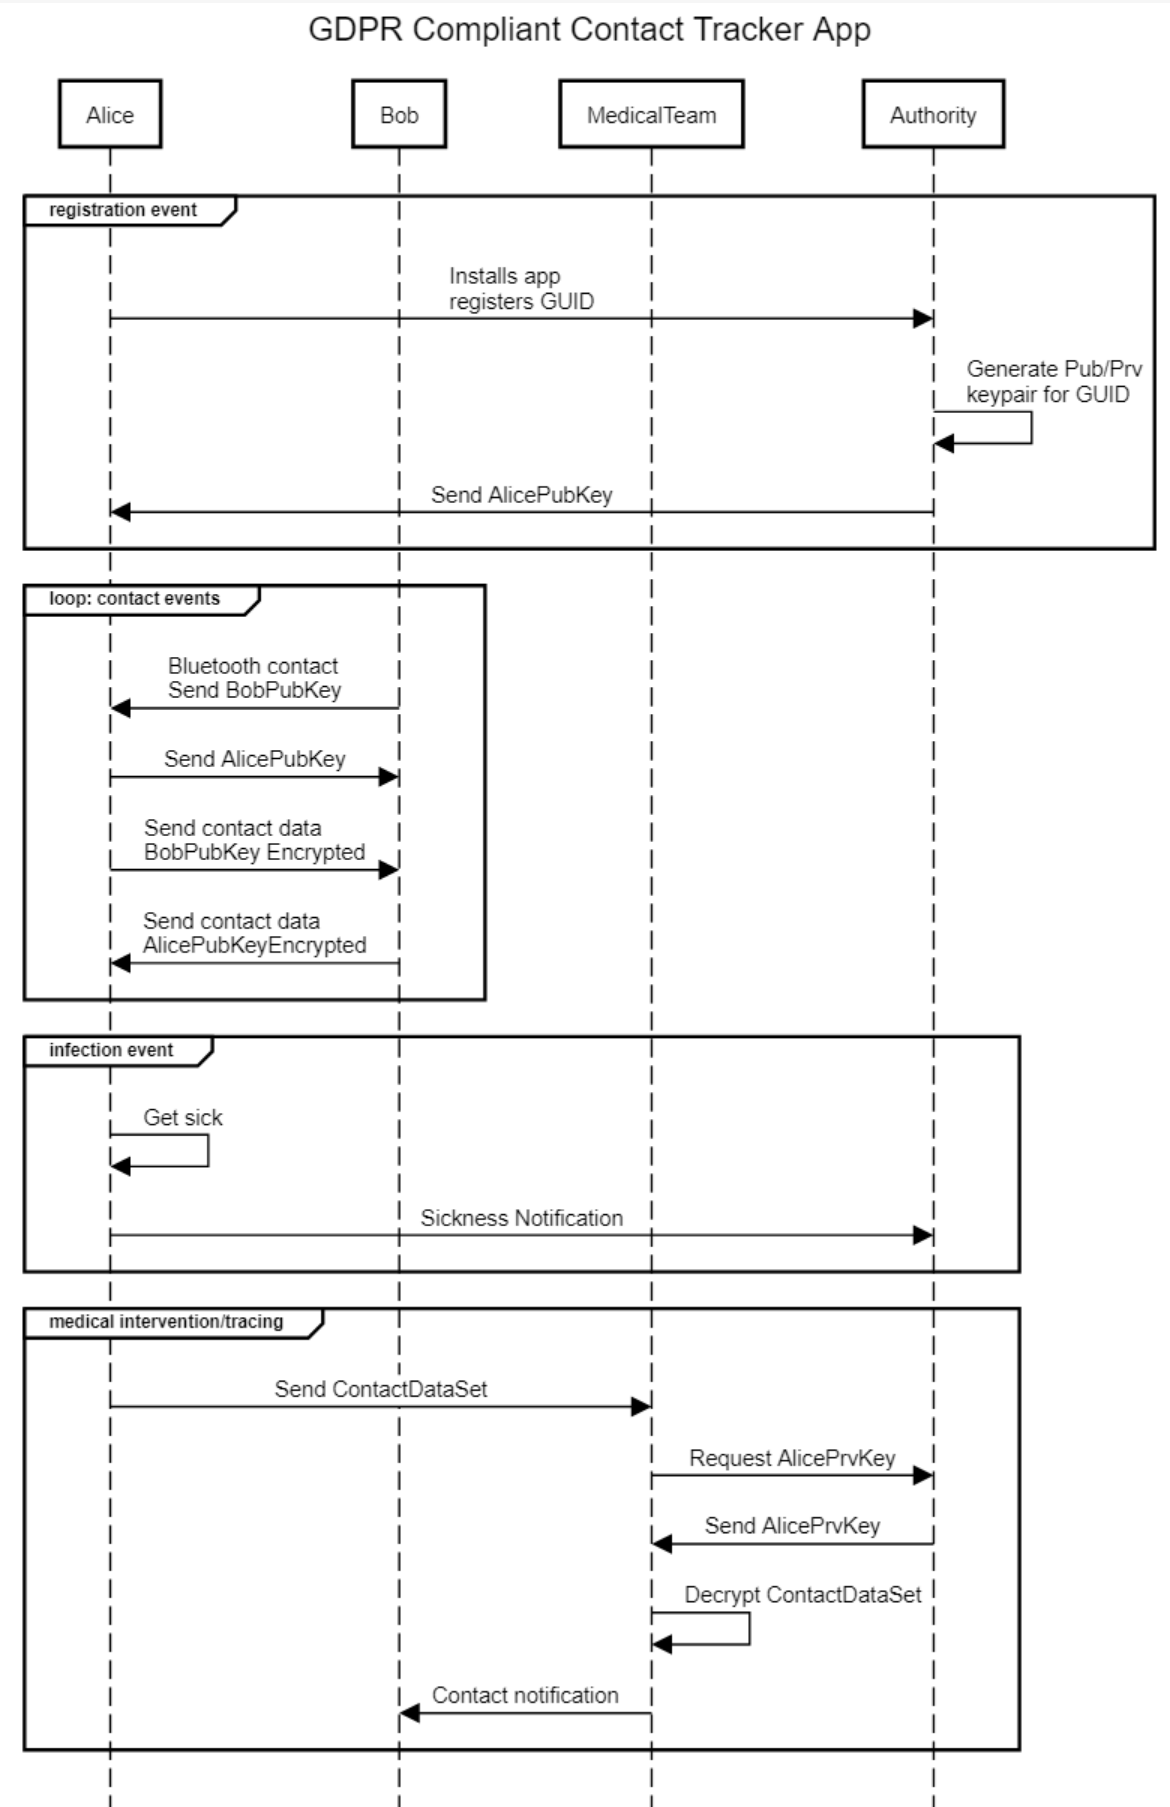 GDPR Compliant Contact Tracker App
Alice
Bob
MedicalTeam
Authority
registration event
Installs app
registers GUID
Generate Pub/Prv
keypair for GUID
Send AlicePubKey
loop: contact events
Bluetooth contact
Send BobPubKey
Send AlicePubKey
Send contact data
BobPubKey Encrypted
Send contact data
AlicePubKeyEncrypted
infection event
Get sick
Sickness Notification
medical intervention/tracing
Send ContactDataSet
Request AlicePrvKey
Send AlicePrvKey
Decrypt ContactDataSet
Contact notification